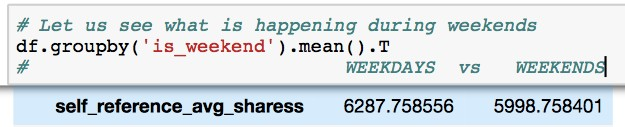 # Let us see what is happening during weekends
df.groupby('is_weekend').mean().T
# WEEKDAYS vs WEEKENDS
self_reference_avg_sharess 6287.758556 5998.758401